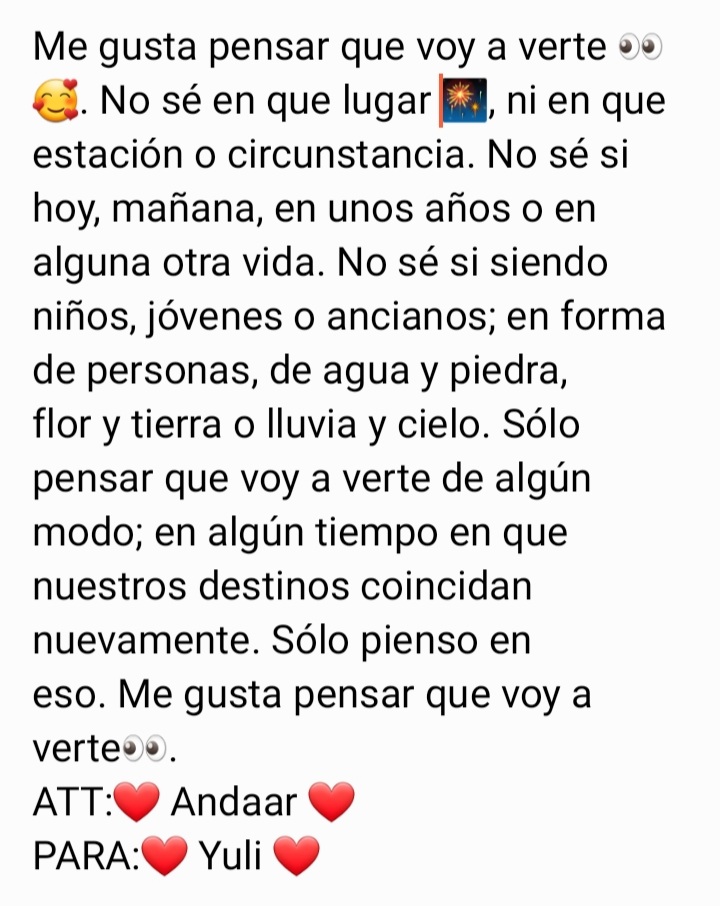 Me gusta pensar que voy a verte 👀
🥰. No sé en que lugar 🎇, ni en que
estación o circunstancia. No sé si
hoy, mañana, en unos años o en
alguna otra vida. No sé si siendo
niños, jóvenes o ancianos; en forma
de personas, de agua y piedra,
flor y tierra o lluvia y cielo. Sólo
pensar que voy a verte de algún
modo; en algún tiempo en que
nuestros destinos coincidan
nuevamente. Sólo pienso en
eso. Me gusta pensar que voy a
verte👀.
ATT:❤️ Andaar ❤️
PARA:❤️ Yuli ❤️